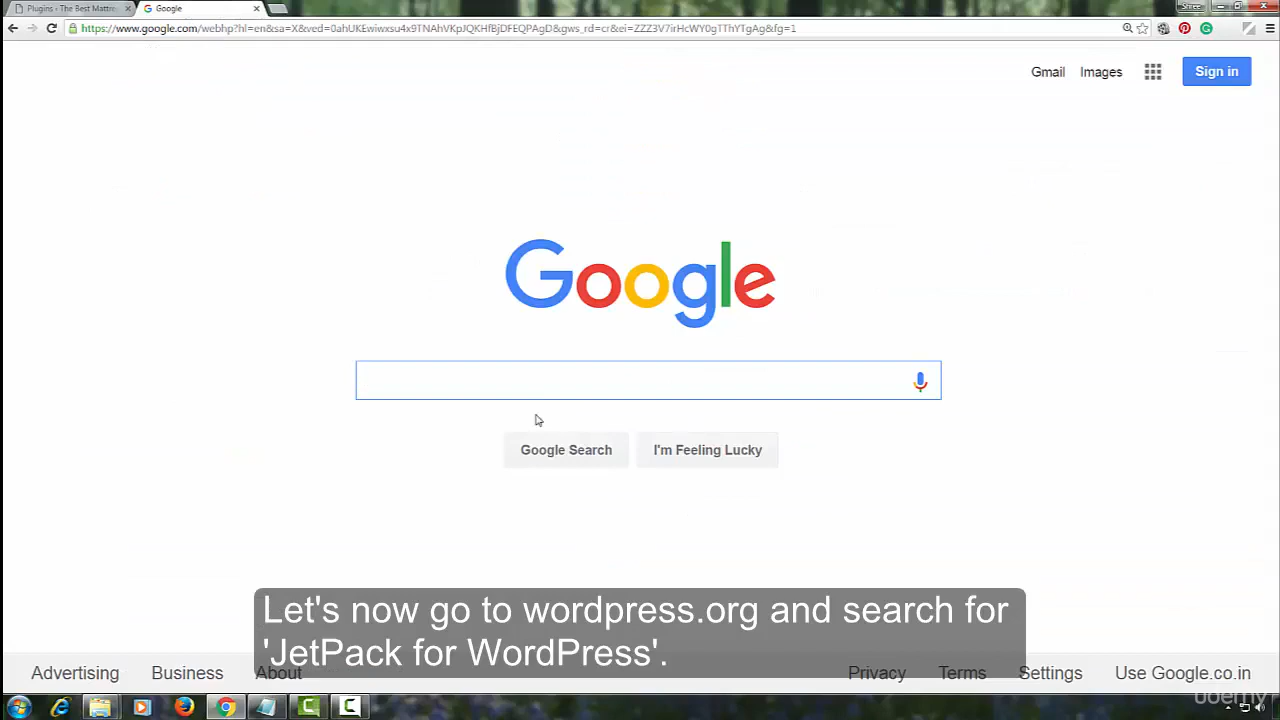 Plugins ‹ The Best Mattre
Google
Stree
https://www.google.com/webhp?hl=en&sa=X&ved=0ahUKEwiwxsu4x9TNAhVKpJQKHfBjDFEQPAgD&gws_rd=cr&ei=ZZZ3V7irHcWY0gTThYTgAg&fg=1
Gmail Images Sign in
Google
Google Search I'm Feeling Lucky
Let's now go to wordpress.org and search for
'JetPack for WordPress'.
Advertising Business About Privacy Terms Settings Use Google.co.in
udemy